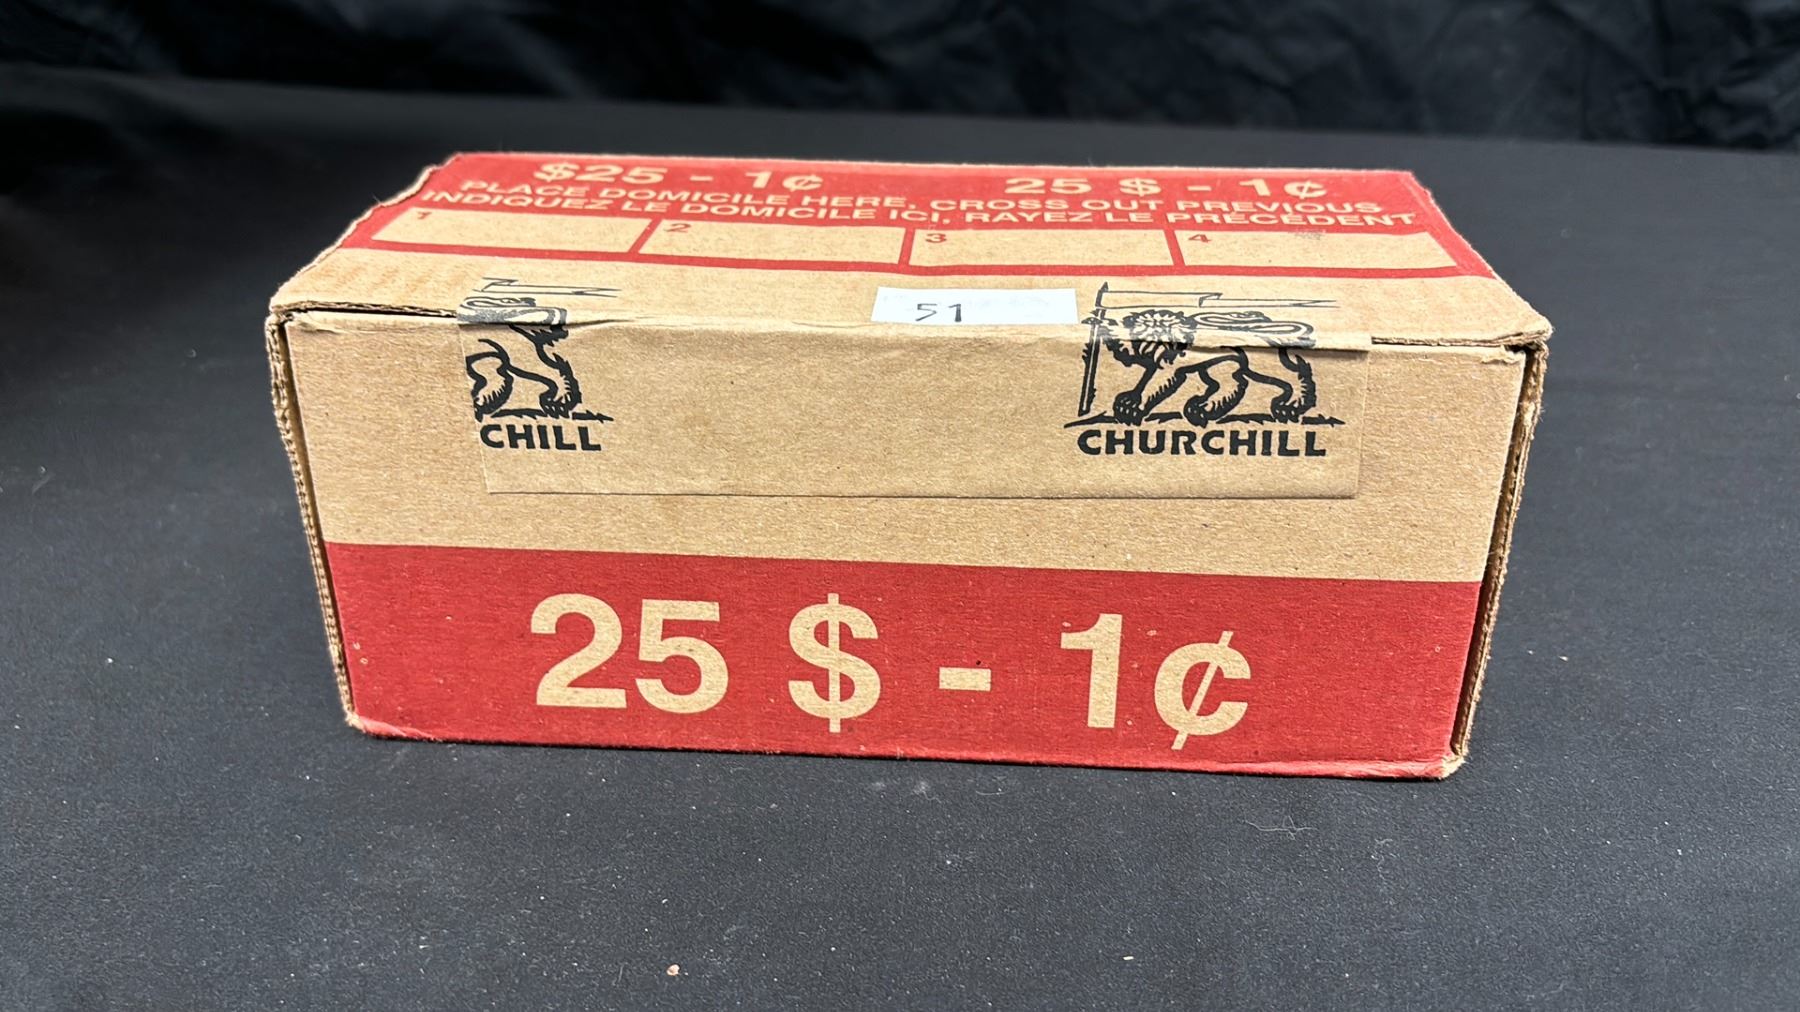 $25 - 1¢ 25 $ - 1¢
PLACE DOMICILE HERE, CROSS OUT PREVIOUS
INDIQUEZ LE DOMICILE ICI, RAYEZ LE PRÉCÉDENT
1 2 3 4
51
CHILL CHURCHILL
25 $ - 1¢